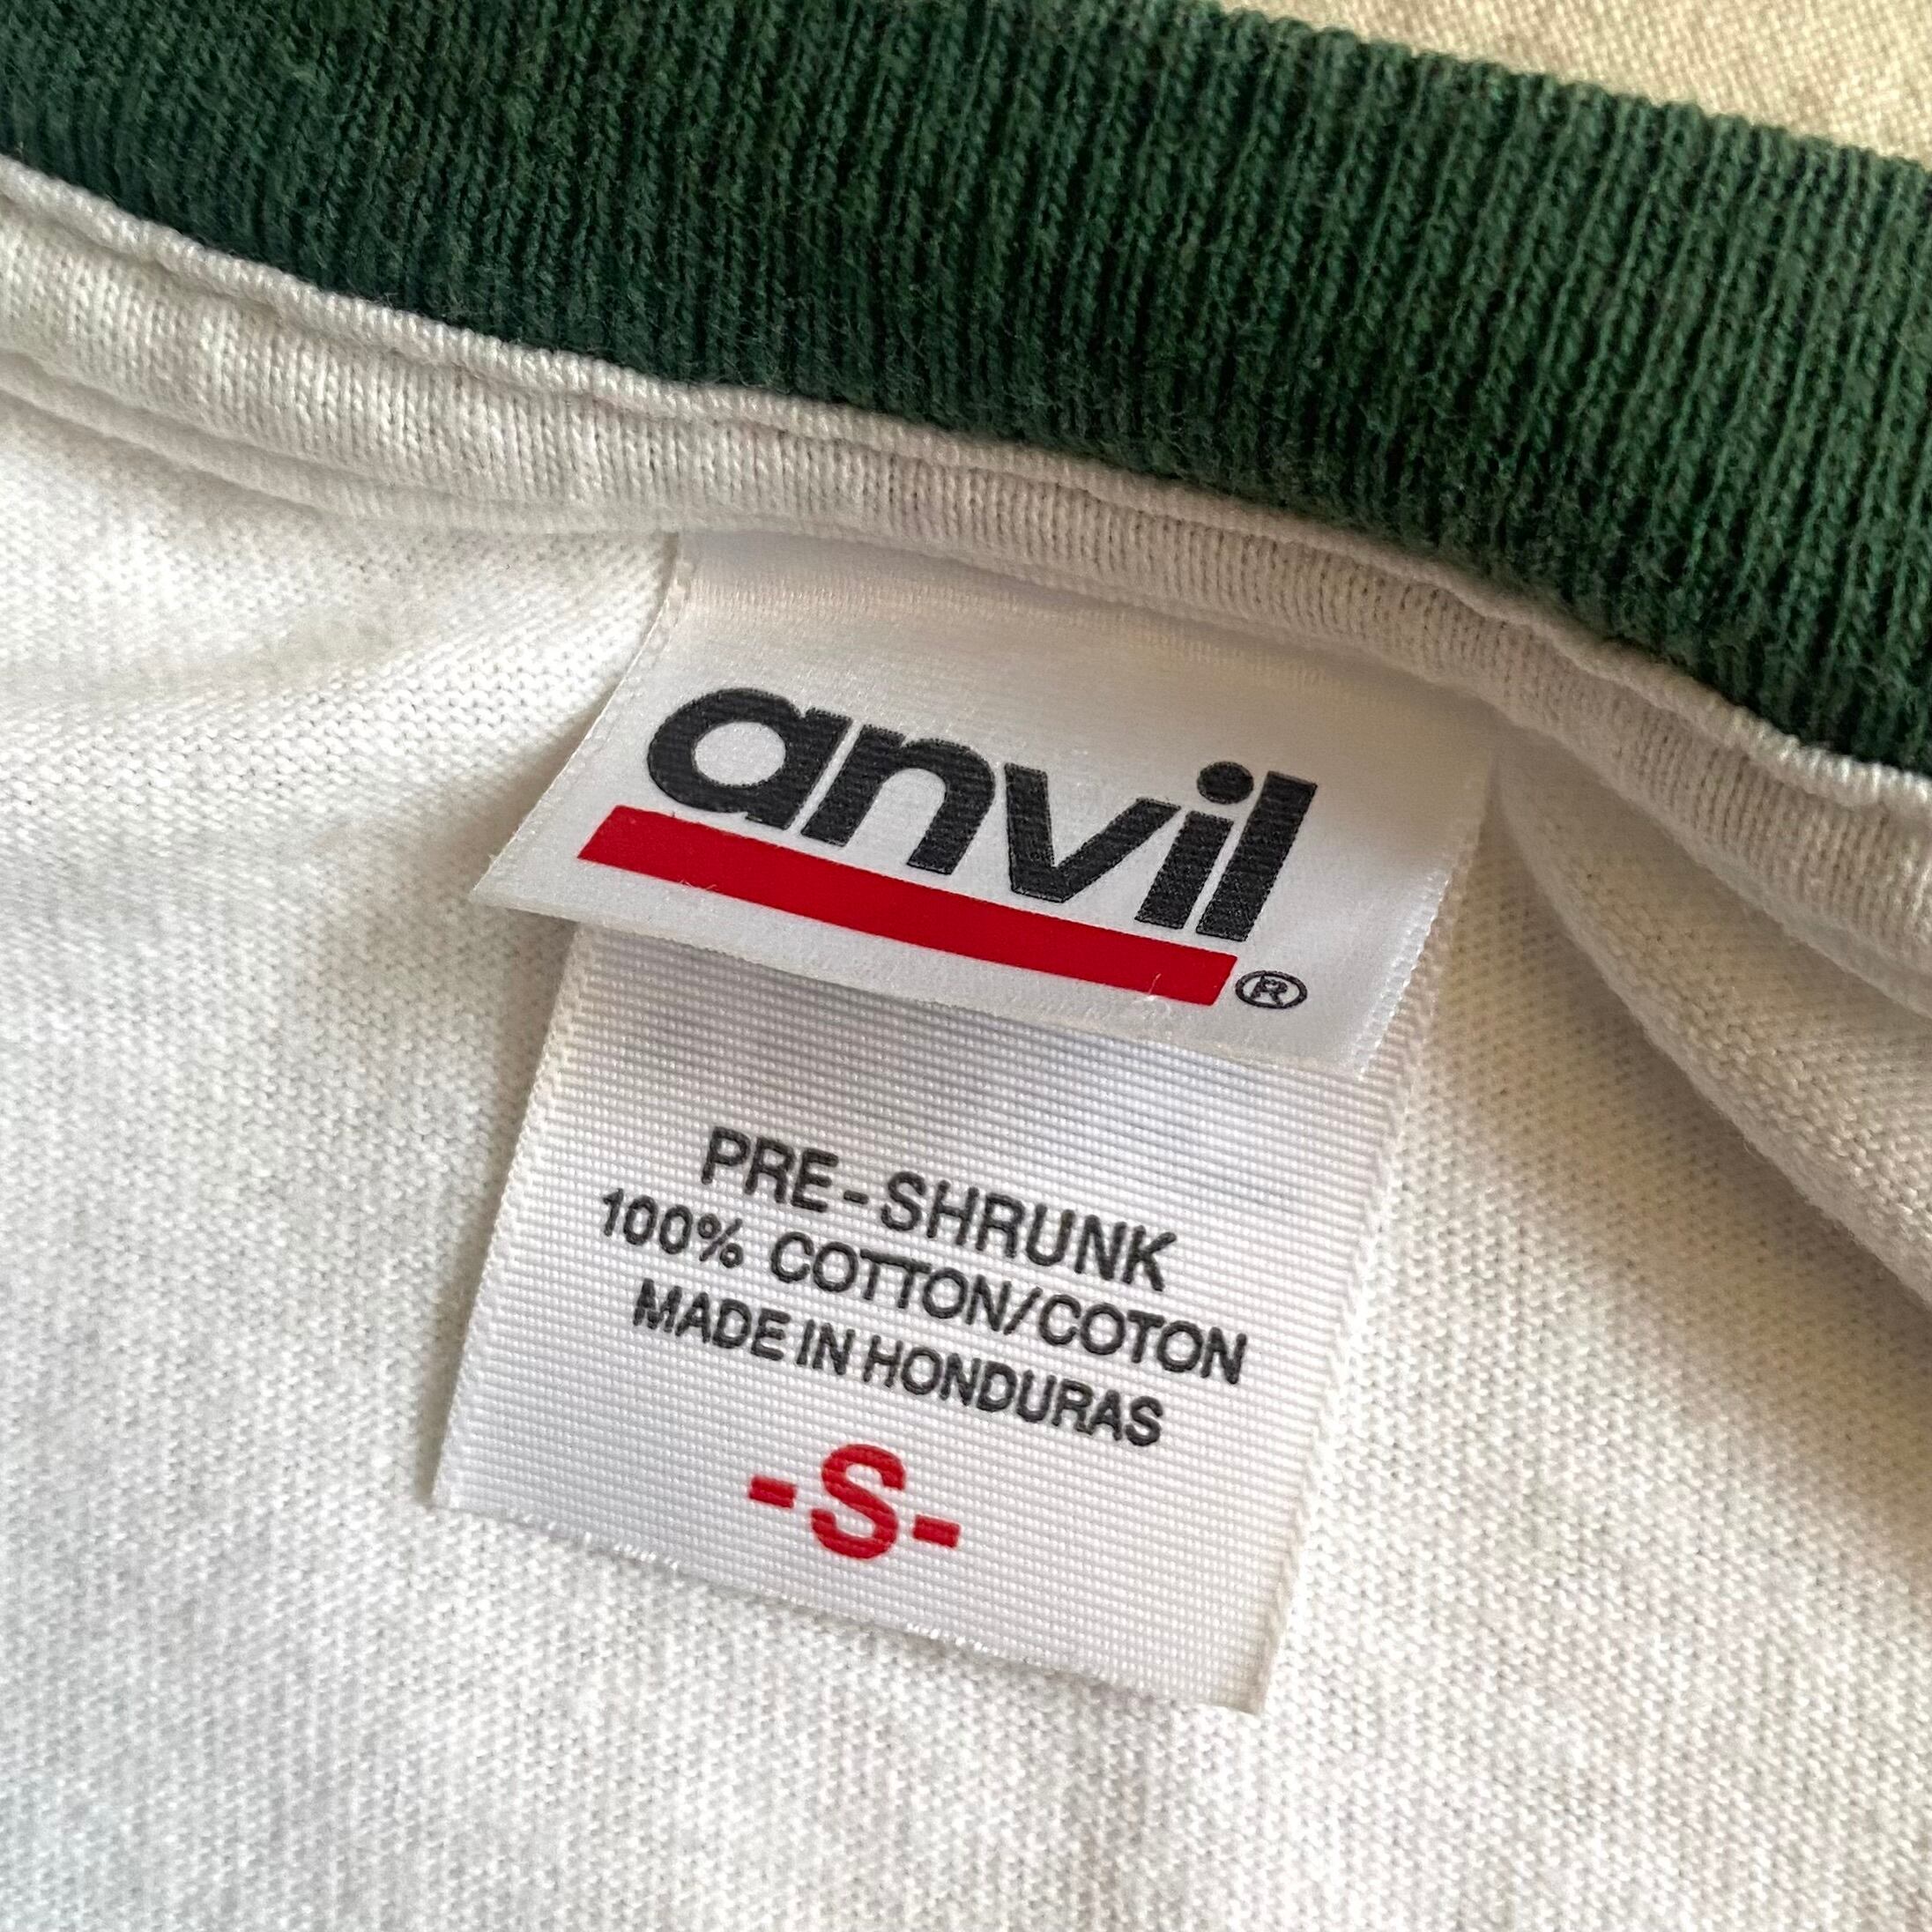 anvil
®
PRE-SHRUNK
100% COTTON/COTON
MADE IN HONDURAS
-S-